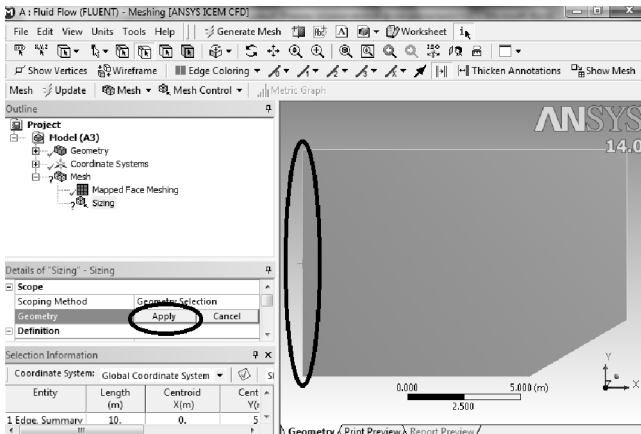 A : Fluid Flow (FLUENT) - Meshing [ANSYS ICEM CFD]
File Edit View Units Tools Help Generate Mesh Worksheet
Show Vertices Wireframe Edge Coloring Thicken Annotations Show Mesh
Mesh Update Mesh Mesh Control Metric Graph
Outline
Project
Model (A3)
Geometry
Coordinate Systems
Mesh
Mapped Face Meshing
Sizing
ANSYS
14.0
Details of "Sizing" - Sizing
Scope
Scoping Method Geometry Selection
Geometry Apply Cancel
Definition
Selection Information
Coordinate System: Global Coordinate System
Entity Length (m) Centroid X(m) Cent
1 Edge, Summary 10. 0. 5
0.000 5.000 (m)
2.500
Y
X
Geometry Print Preview Report Preview